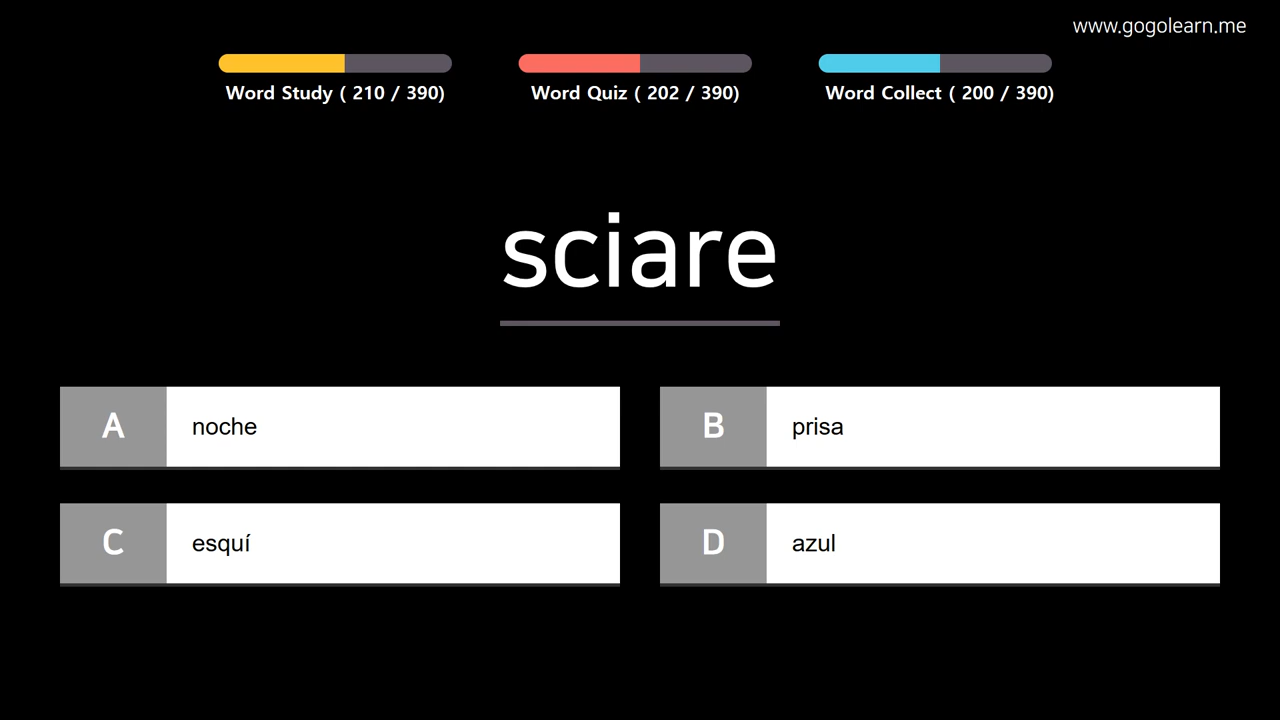 www.gogolearn.me
Word Study ( 210 / 390)
Word Quiz ( 202 / 390)
Word Collect ( 200 / 390)
sciare
A
noche
B
prisa
C
esquí
D
azul